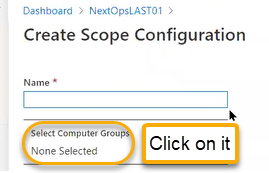 Dashboard > NextOpsLAST01 >
Create Scope Configuration
Name *
Select Computer Groups
None Selected
Click on it